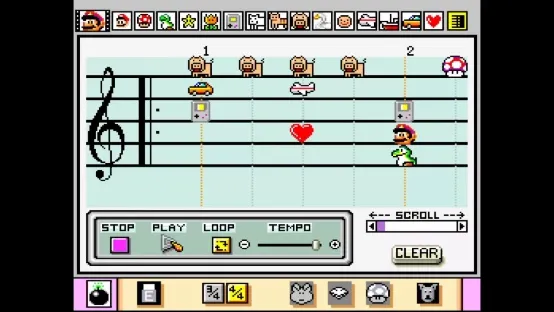 1 2
STOP PLAY LOOP TEMPO
<--- SCROLL --->
CLEAR
3/4 4/4